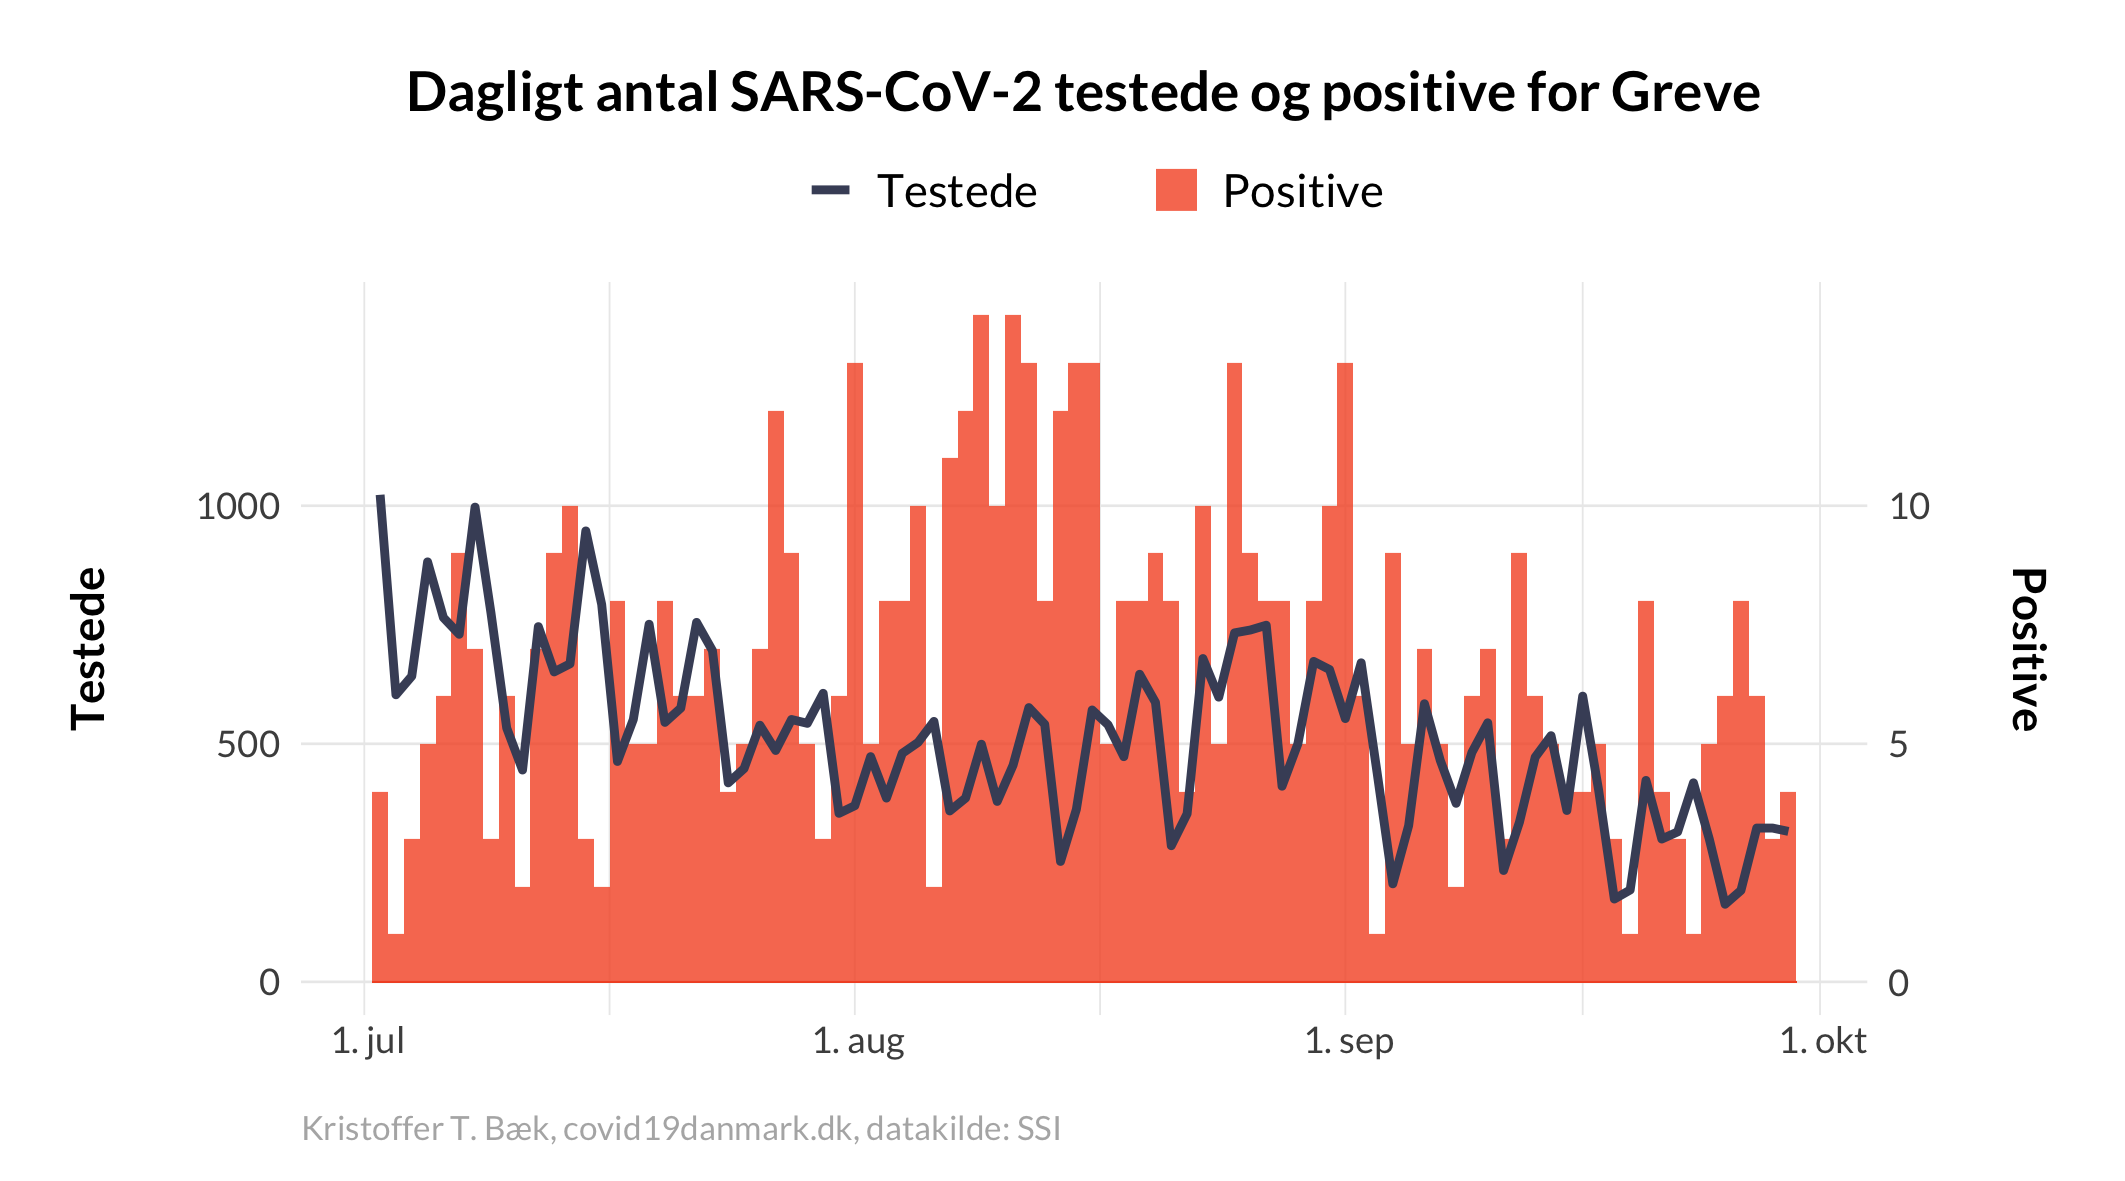 Dagligt antal SARS-CoV-2 testede og positive for Greve
Testede
Positive
1000
500
0
Testede
10
5
0
Positive
1. jul
1. aug
1. sep
1. okt
Kristoffer T. Bæk, covid19danmark.dk, datakilde: SSI